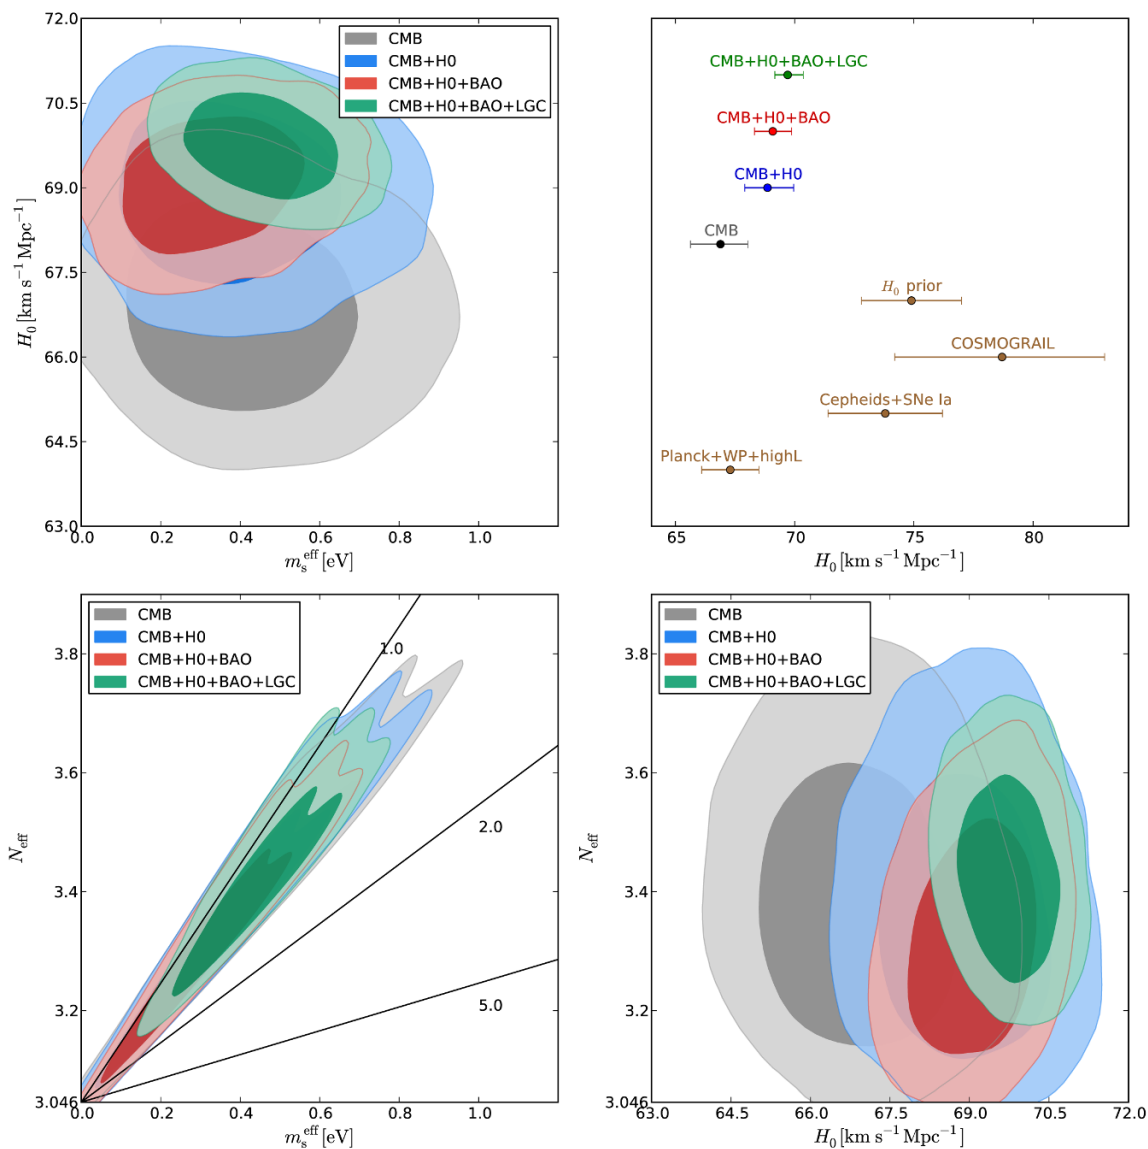 72.0
70.5
69.0
67.5
66.0
64.5
63.0
H₀ [km s⁻¹ Mpc⁻¹]
CMB
CMB+H0
CMB+H0+BAO
CMB+H0+BAO+LGC
0.0 0.2 0.4 0.6 0.8 1.0
mₛᵉᶠᶠ [eV]
CMB+H0+BAO+LGC
CMB+H0+BAO
CMB+H0
CMB
H₀ prior
COSMOGRAIL
Cepheids+SNe Ia
Planck+WP+highL
65 70 75 80
H₀ [km s⁻¹ Mpc⁻¹]
CMB
CMB+H0
CMB+H0+BAO
CMB+H0+BAO+LGC
1.0
2.0
5.0
3.8
3.6
3.4
3.2
3.046
N_eff
0.0 0.2 0.4 0.6 0.8 1.0
mₛᵉᶠᶠ [eV]
CMB
CMB+H0
CMB+H0+BAO
CMB+H0+BAO+LGC
3.8
3.6
3.4
3.2
3.046
N_eff
63.0 64.5 66.0 67.5 69.0 70.5 72.0
H₀ [km s⁻¹ Mpc⁻¹]